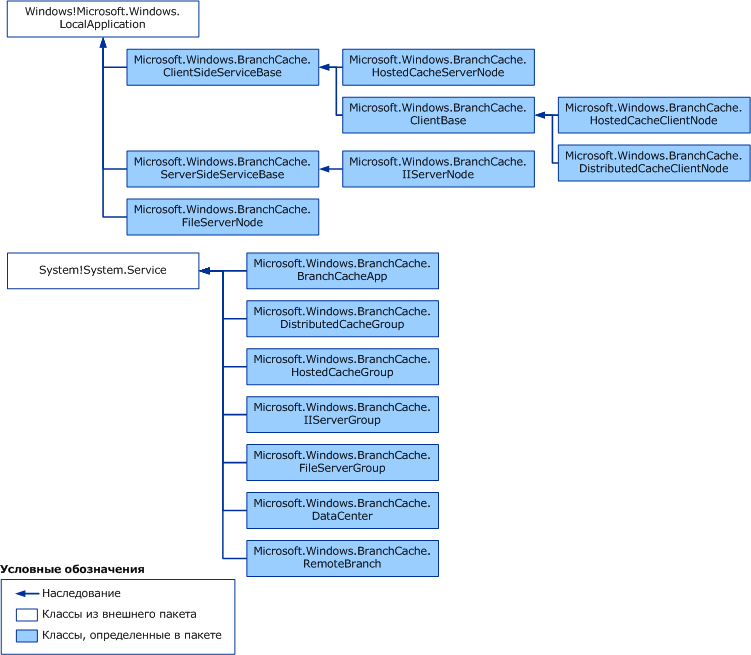 Windows!Microsoft.Windows.
LocalApplication
Microsoft.Windows.BranchCache.
ClientSideServiceBase
Microsoft.Windows.BranchCache.
HostedCacheServerNode
Microsoft.Windows.BranchCache.
ClientBase
Microsoft.Windows.BranchCache.
HostedCacheClientNode
Microsoft.Windows.BranchCache.
DistributedCacheClientNode
Microsoft.Windows.BranchCache.
ServerSideServiceBase
Microsoft.Windows.BranchCache.
IIServerNode
Microsoft.Windows.BranchCache.
FileServerNode
System!System.Service
Microsoft.Windows.BranchCache.
BranchCacheApp
Microsoft.Windows.BranchCache.
DistributedCacheGroup
Microsoft.Windows.BranchCache.
HostedCacheGroup
Microsoft.Windows.BranchCache.
IIServerGroup
Microsoft.Windows.BranchCache.
FileServerGroup
Microsoft.Windows.BranchCache.
DataCenter
Microsoft.Windows.BranchCache.
RemoteBranch
Условные обозначения
Наследование
Классы из внешнего пакета
Классы, определенные в пакете